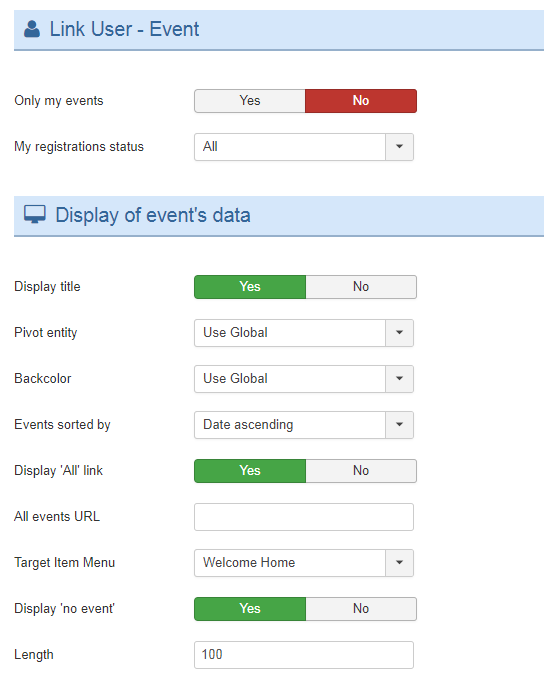 Link User - Event
Only my events Yes No
My registrations status All
Display of event's data
Display title Yes No
Pivot entity Use Global
Backcolor Use Global
Events sorted by Date ascending
Display 'All' link Yes No
All events URL
Target Item Menu Welcome Home
Display 'no event' Yes No
Length 100